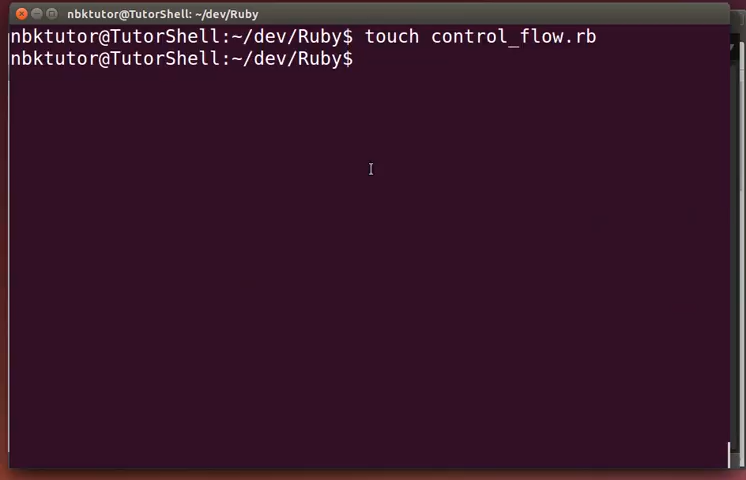 nbktutor@TutorShell: ~/dev/Ruby
nbktutor@TutorShell:~/dev/Ruby$ touch control_flow.rb
nbktutor@TutorShell:~/dev/Ruby$